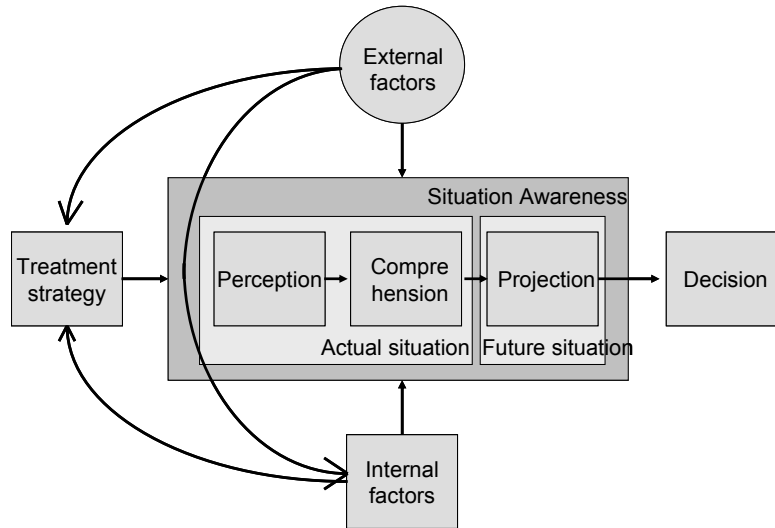 External
factors
Situation Awareness
Treatment
strategy
Perception
Compre
hension
Projection
Decision
Actual situation
Future situation
Internal
factors